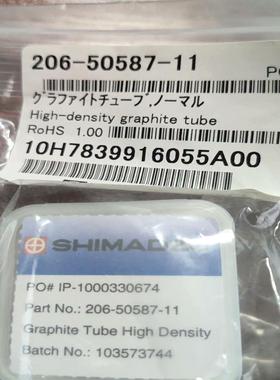 206-50587-11
グラファイトチューブ,ノーマル
High-density graphite tube
RoHS 1.00
10H7839916055A00
SHIMADZU
PO# IP-1000330674
Part No.: 206-50587-11
Graphite Tube High Density
Batch No.: 103573744